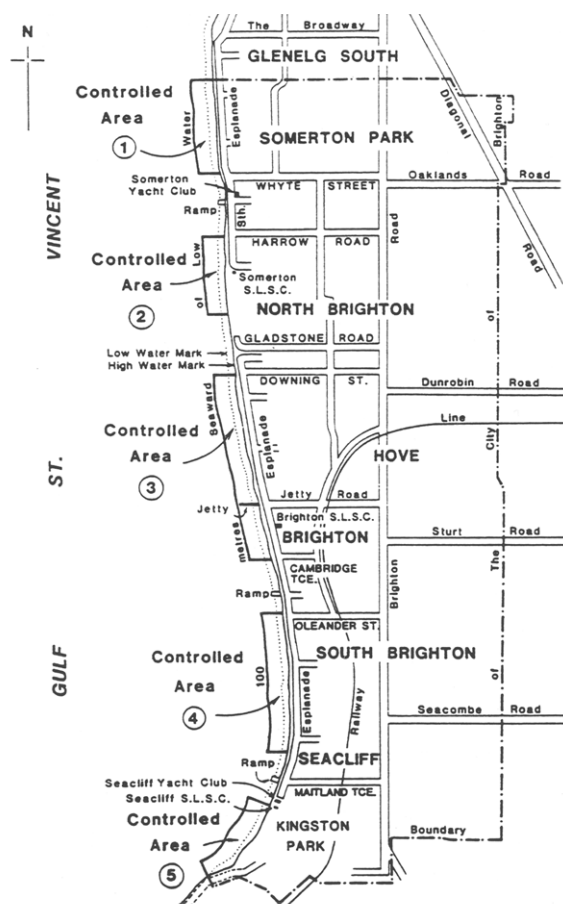 The Broadway
N
GLENELG SOUTH
Controlled
Area
1
Water
Esplanade
Diagonal
Brighton
SOMERTON PARK
Somerton
Yacht Club
WHYTE STREET
Oaklands Road
Ramp
Sth.
Road
Road
VINCENT
HARROW ROAD
Controlled
Area
2
Low
of
Somerton
S.L.S.C.
NORTH BRIGHTON
of
GLADSTONE ROAD
Low Water Mark
High Water Mark
DOWNING ST.
Dunrobin Road
Seaward
Line
City
Controlled
Area
3
Esplanade
HOVE
ST.
Jetty Road
Jetty
Brighton S.L.S.C.
metres
BRIGHTON
Sturt Road
The
CAMBRIDGE
TCE.
Ramp
Brighton
OLEANDER ST.
Controlled
Area
4
100
SOUTH BRIGHTON
of
GULF
Esplanade
Railway
Seacombe Road
SEACLIFF
Ramp
Seacliff Yacht Club
Seacliff S.L.S.C.
MAITLAND TCE.
Controlled
Area
5
KINGSTON
PARK
Boundary